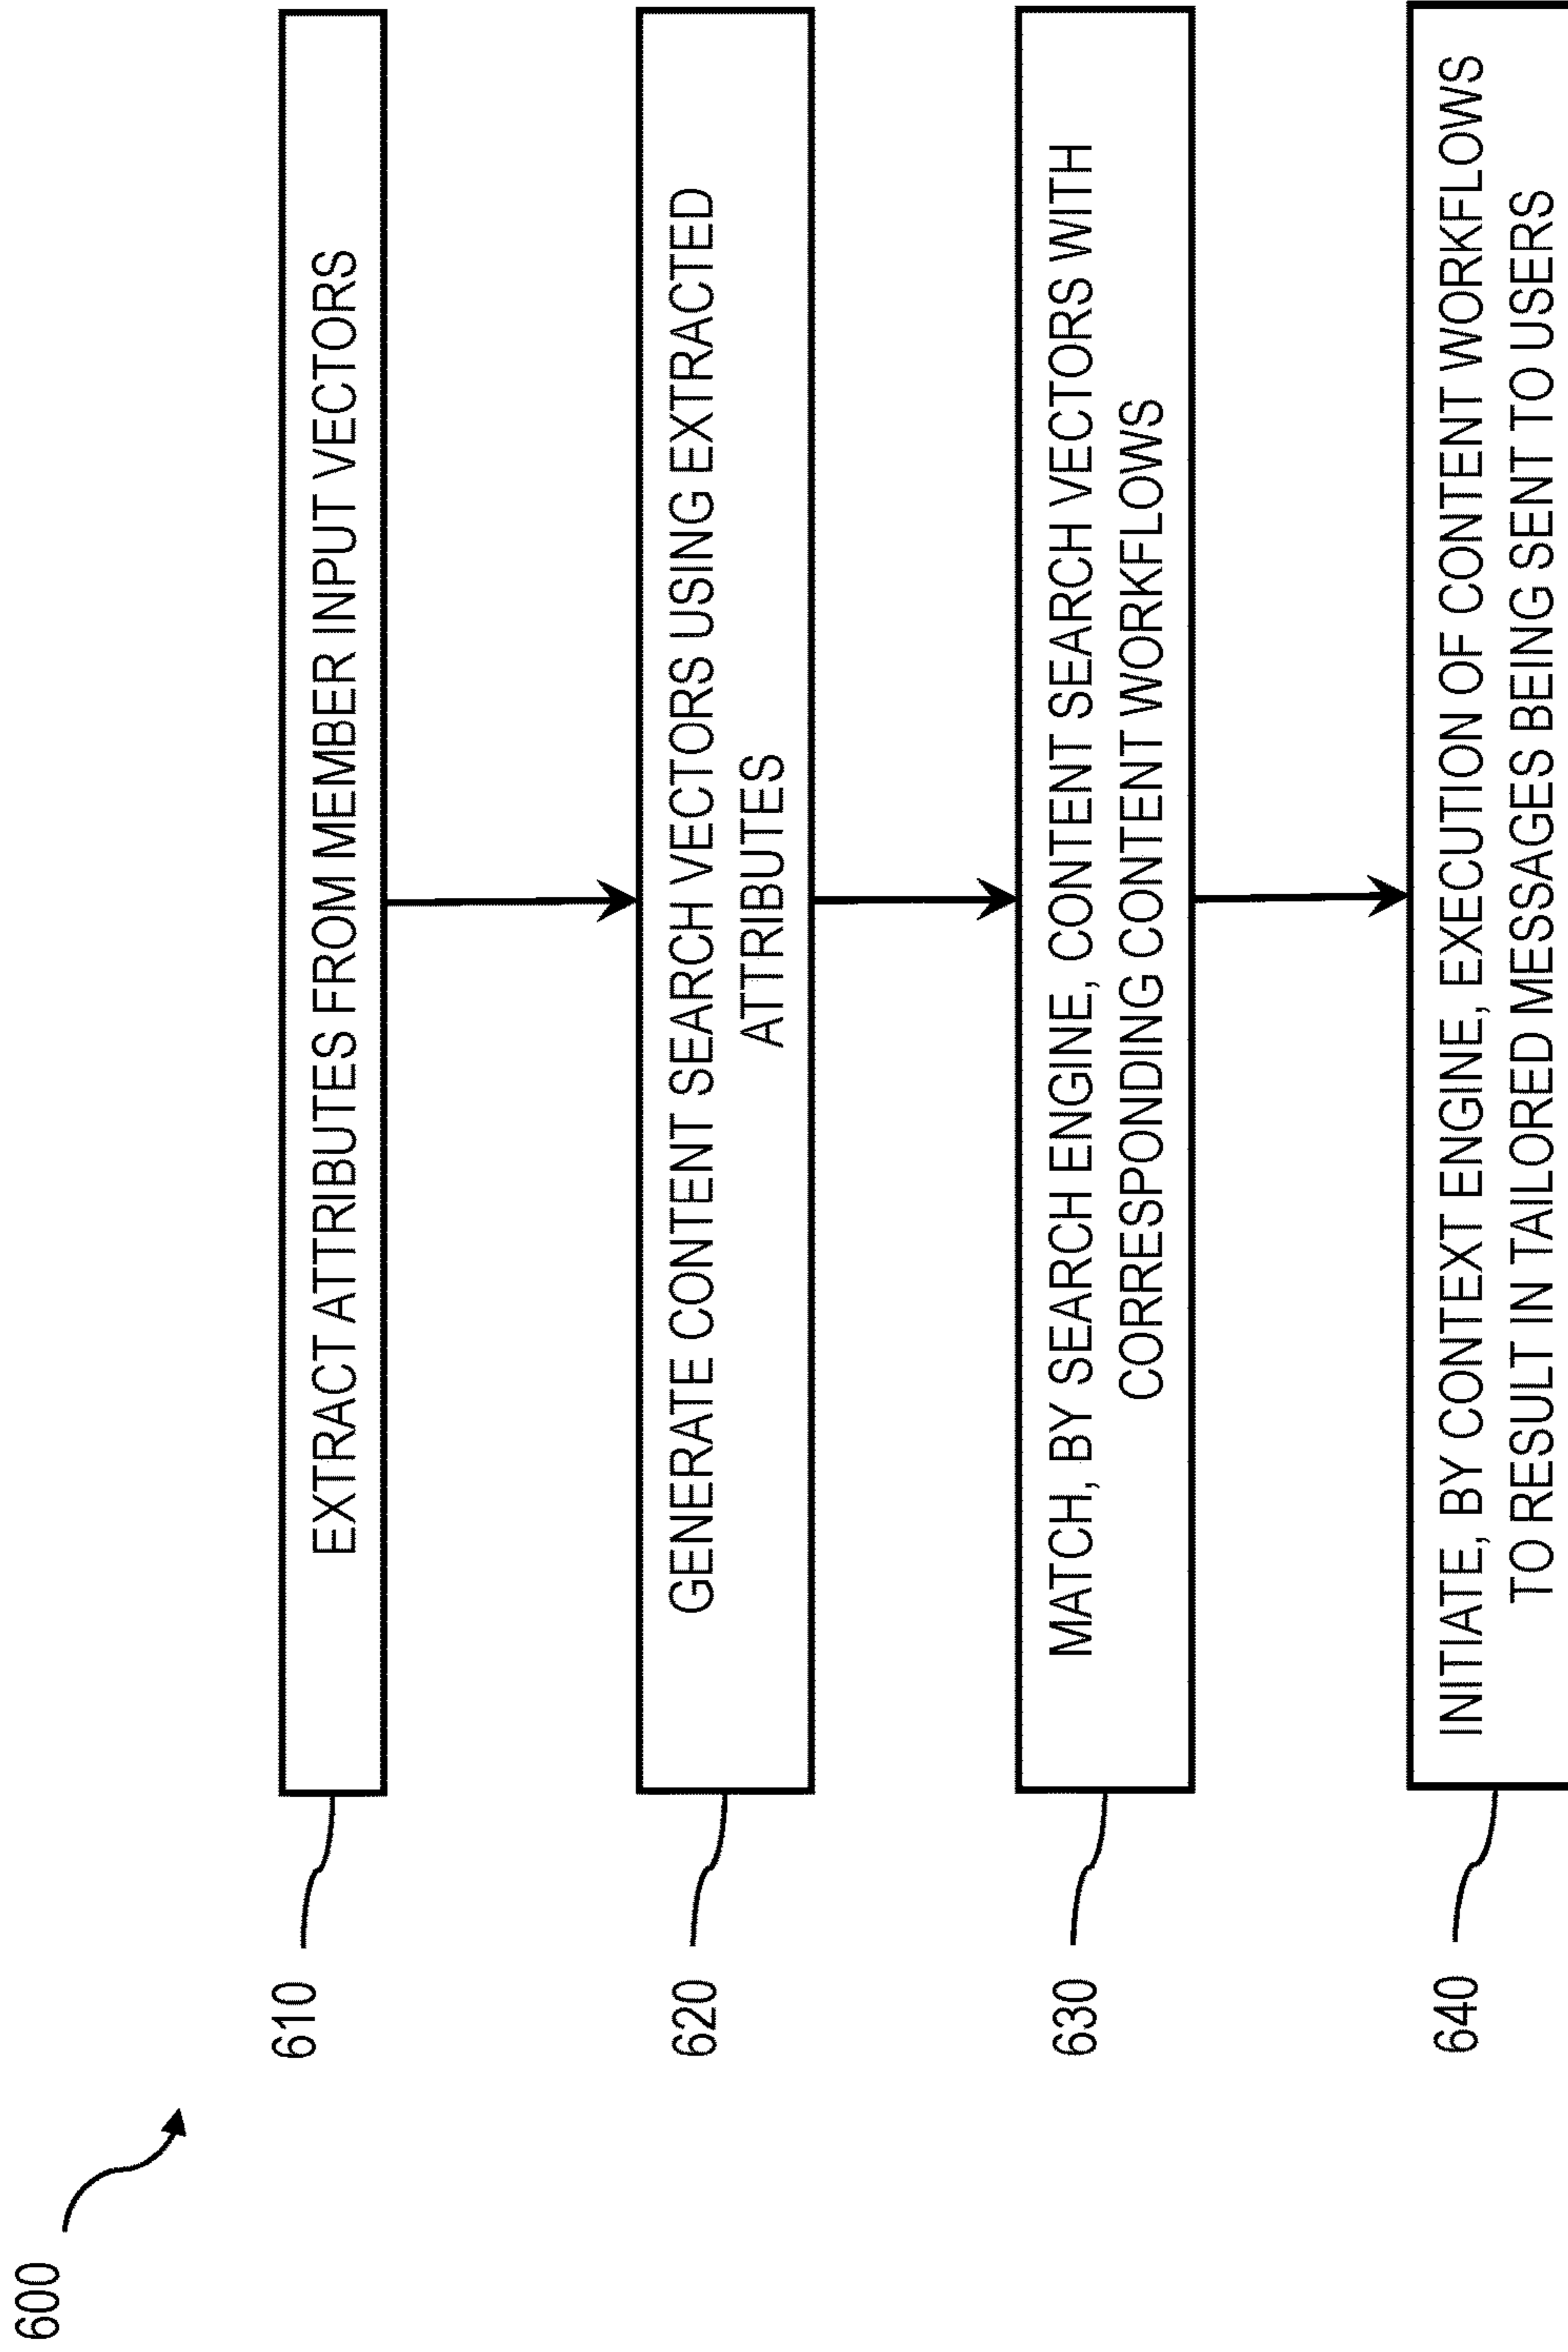 600
610
EXTRACT ATTRIBUTES FROM MEMBER INPUT VECTORS
620
GENERATE CONTENT SEARCH VECTORS USING EXTRACTED
ATTRIBUTES
630
MATCH, BY SEARCH ENGINE, CONTENT SEARCH VECTORS WITH
CORRESPONDING CONTENT WORKFLOWS
640
INITIATE, BY CONTEXT ENGINE, EXECUTION OF CONTENT WORKFLOWS
TO RESULT IN TAILORED MESSAGES BEING SENT TO USERS